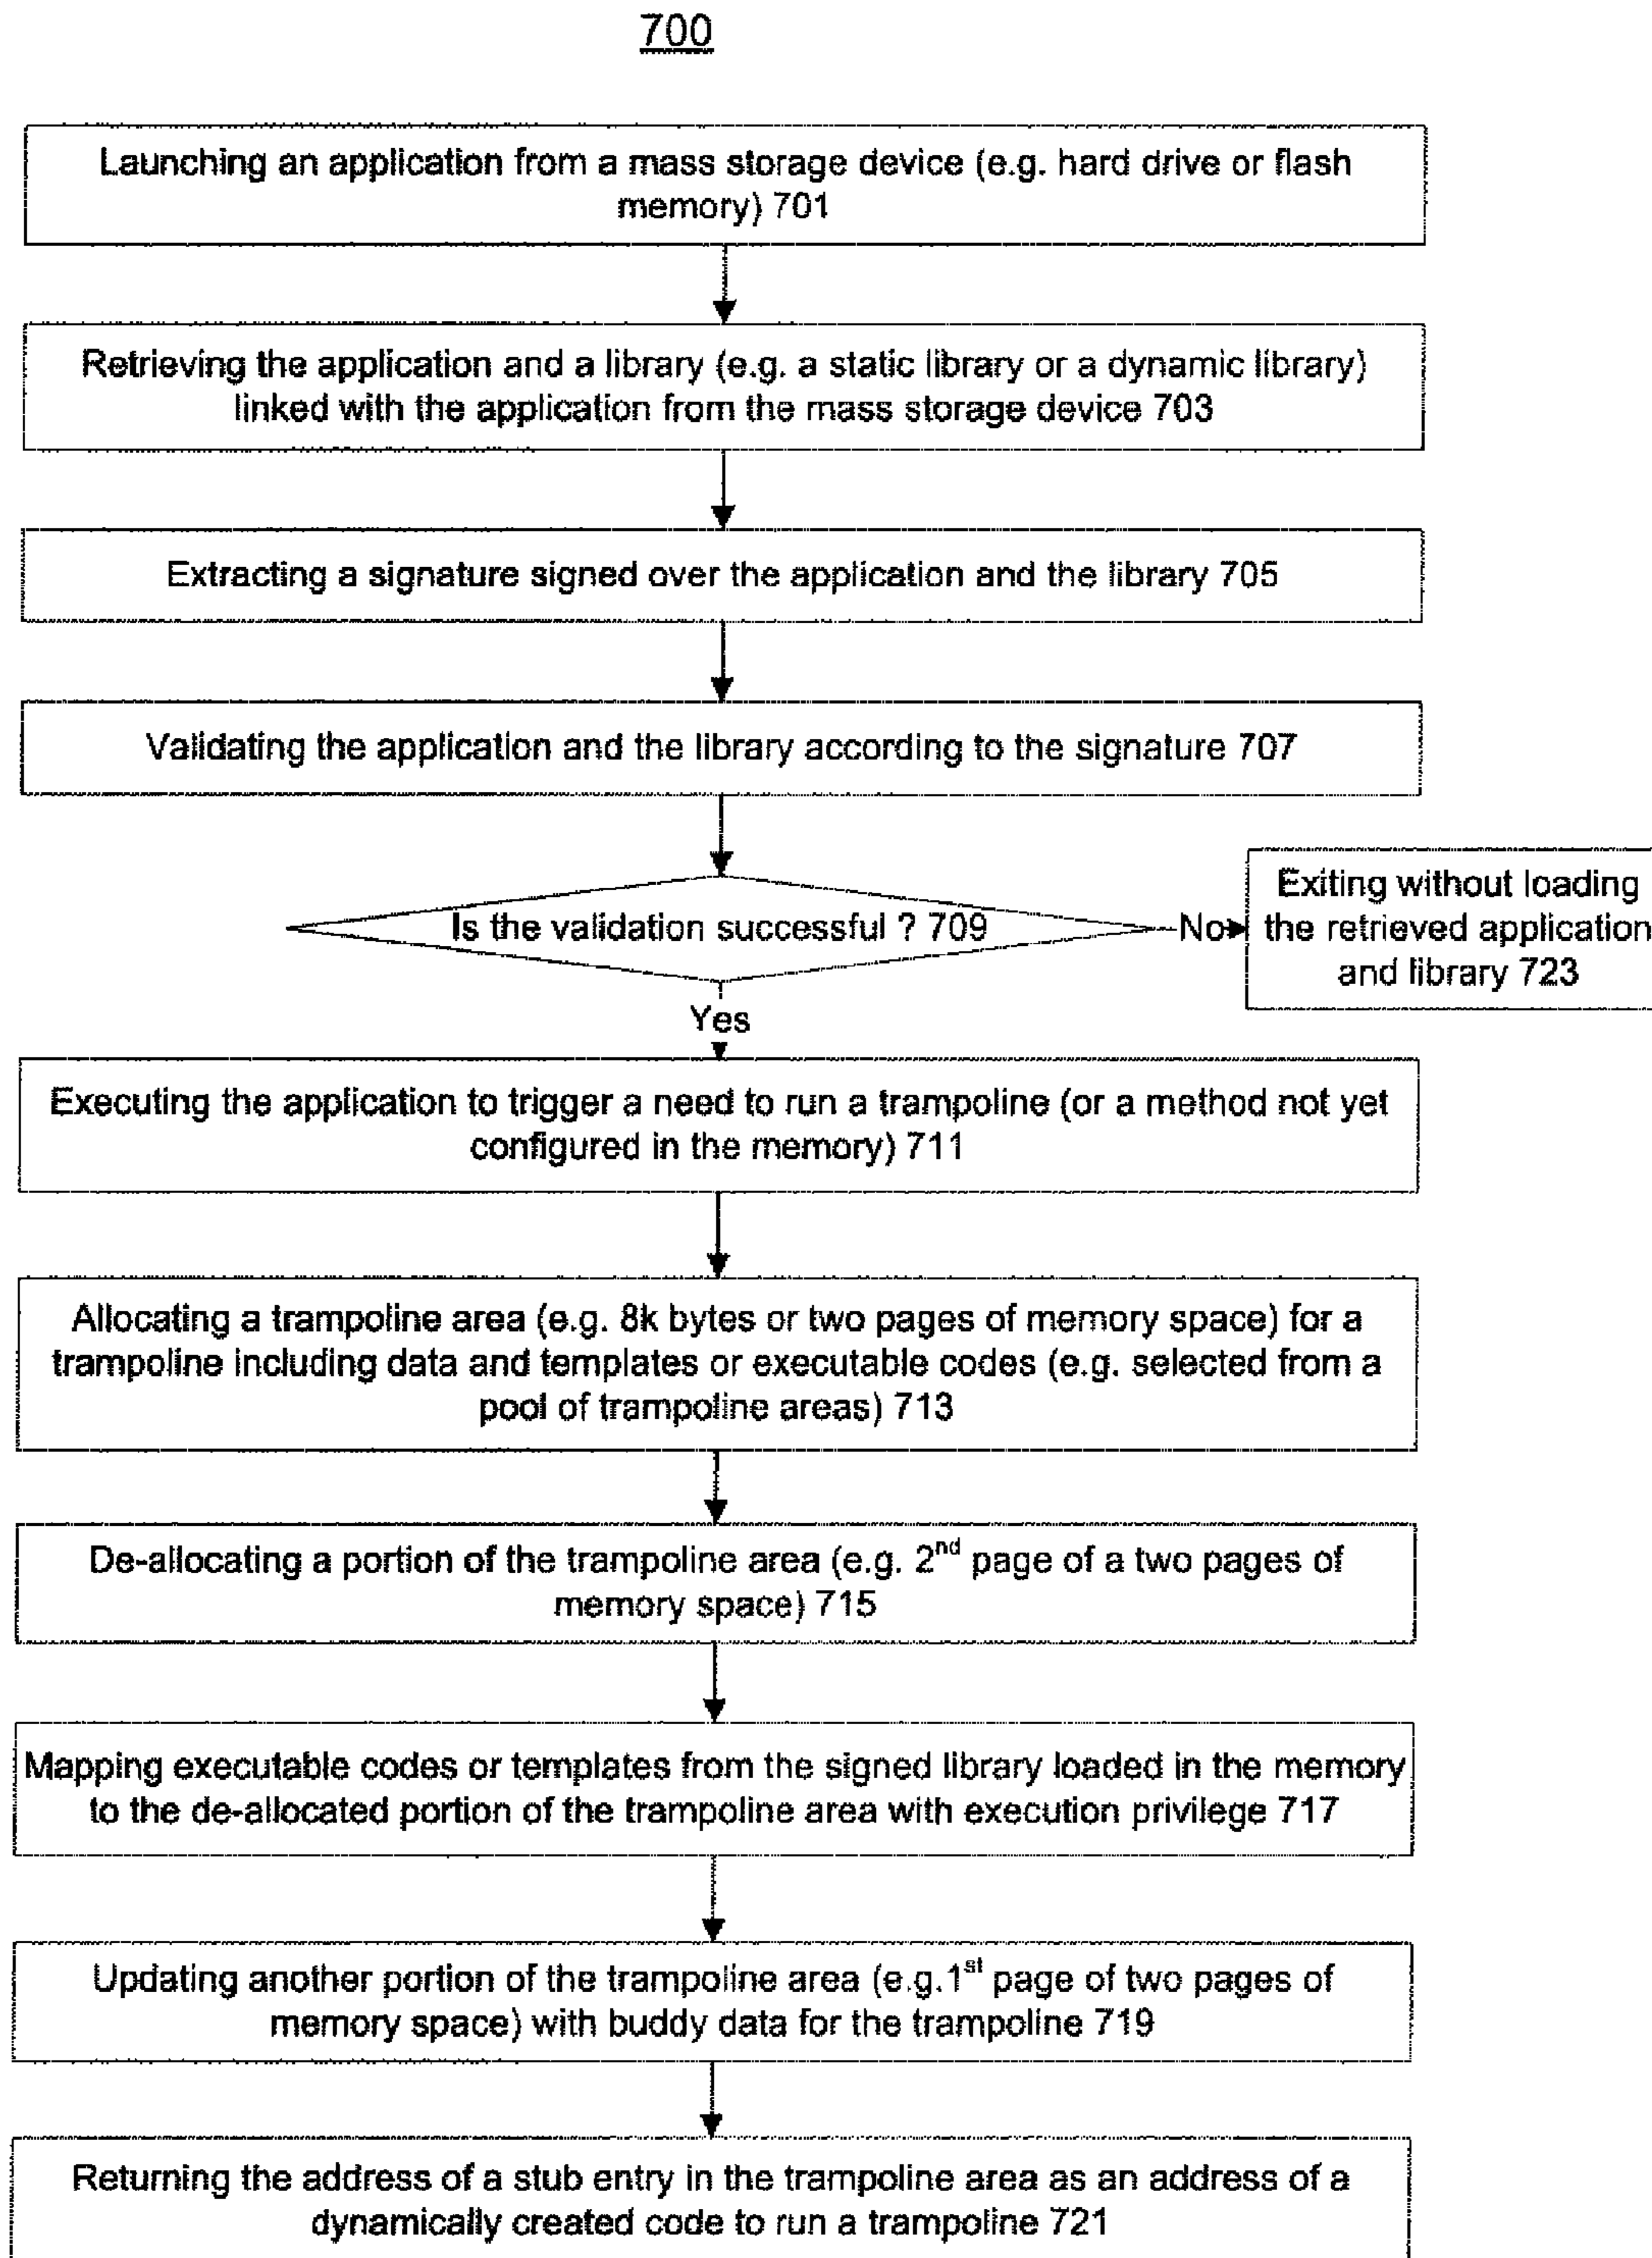 700
Launching an application from a mass storage device (e.g. hard drive or flash
memory) 701
Retrieving the application and a library (e.g. a static library or a dynamic library)
linked with the application from the mass storage device 703
Extracting a signature signed over the application and the library 705
Validating the application and the library according to the signature 707
Is the validation successful ? 709
No
Exiting without loading
the retrieved application
and library 723
Yes
Executing the application to trigger a need to run a trampoline (or a method not yet
configured in the memory) 711
Allocating a trampoline area (e.g. 8k bytes or two pages of memory space) for a
trampoline including data and templates or executable codes (e.g. selected from a
pool of trampoline areas) 713
De-allocating a portion of the trampoline area (e.g. 2nd page of a two pages of
memory space) 715
Mapping executable codes or templates from the signed library loaded in the memory
to the de-allocated portion of the trampoline area with execution privilege 717
Updating another portion of the trampoline area (e.g.1st page of two pages of
memory space) with buddy data for the trampoline 719
Returning the address of a stub entry in the trampoline area as an address of a
dynamically created code to run a trampoline 721